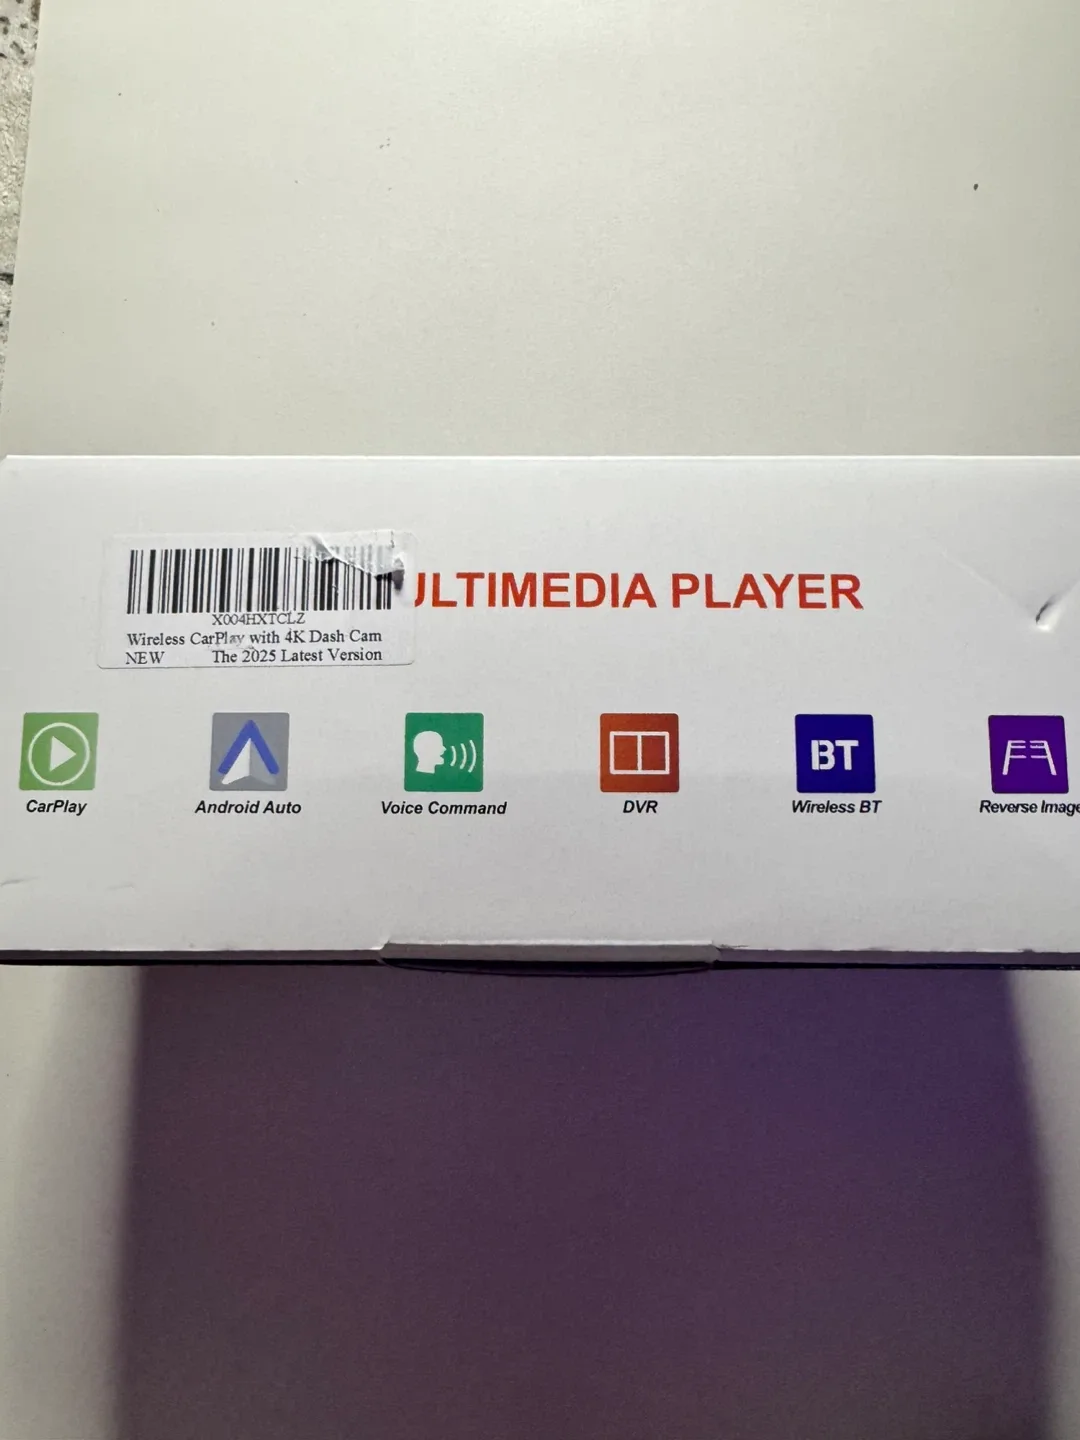 X004HXTCLZ
Wireless CarPlay with 4K Dash Cam
NEW The 2025 Latest Version
ULTIMEDIA PLAYER
CarPlay
Android Auto
Voice Command
DVR
BT
Wireless BT
Reverse Image